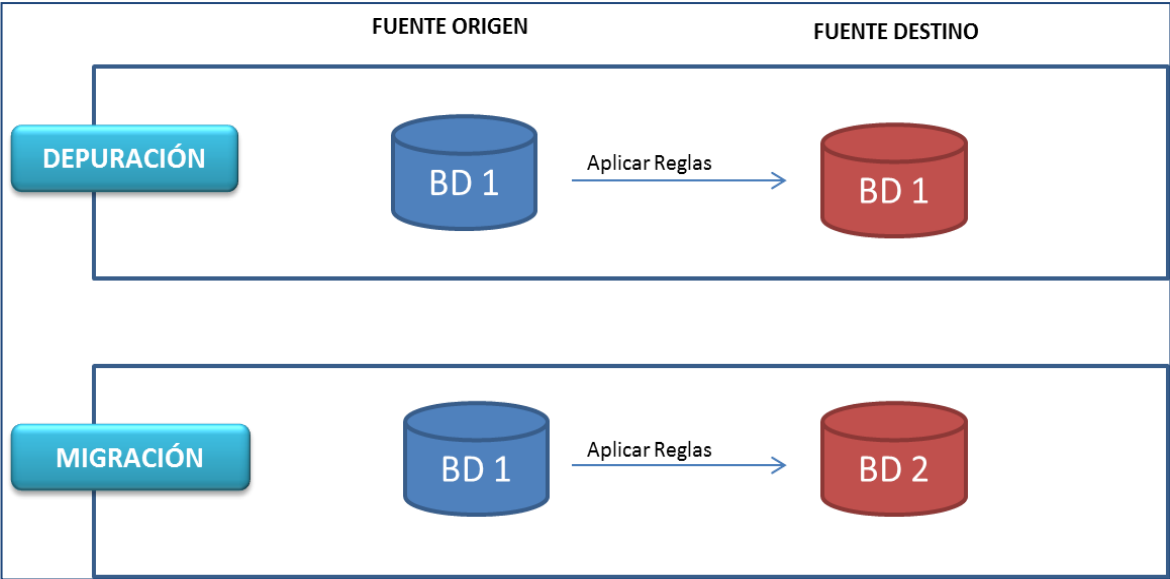 FUENTE ORIGEN
FUENTE DESTINO
DEPURACIÓN
BD 1
Aplicar Reglas
BD 1
MIGRACIÓN
BD 1
Aplicar Reglas
BD 2